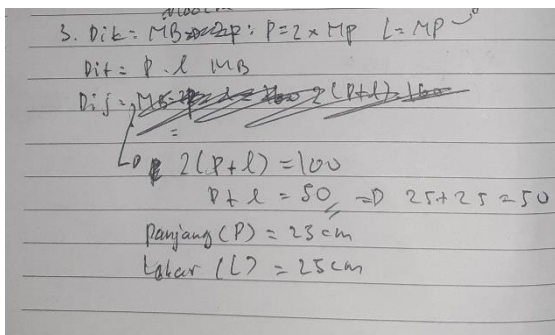 3. Dik = MB : P = 2 x MP L = MP
Dit = P . l MB
Dij =
=
2(P+l) = 100
P + l = 50 => 25 + 25 = 50
Panjang (P) = 25 cm
Lebar (L) = 25 cm